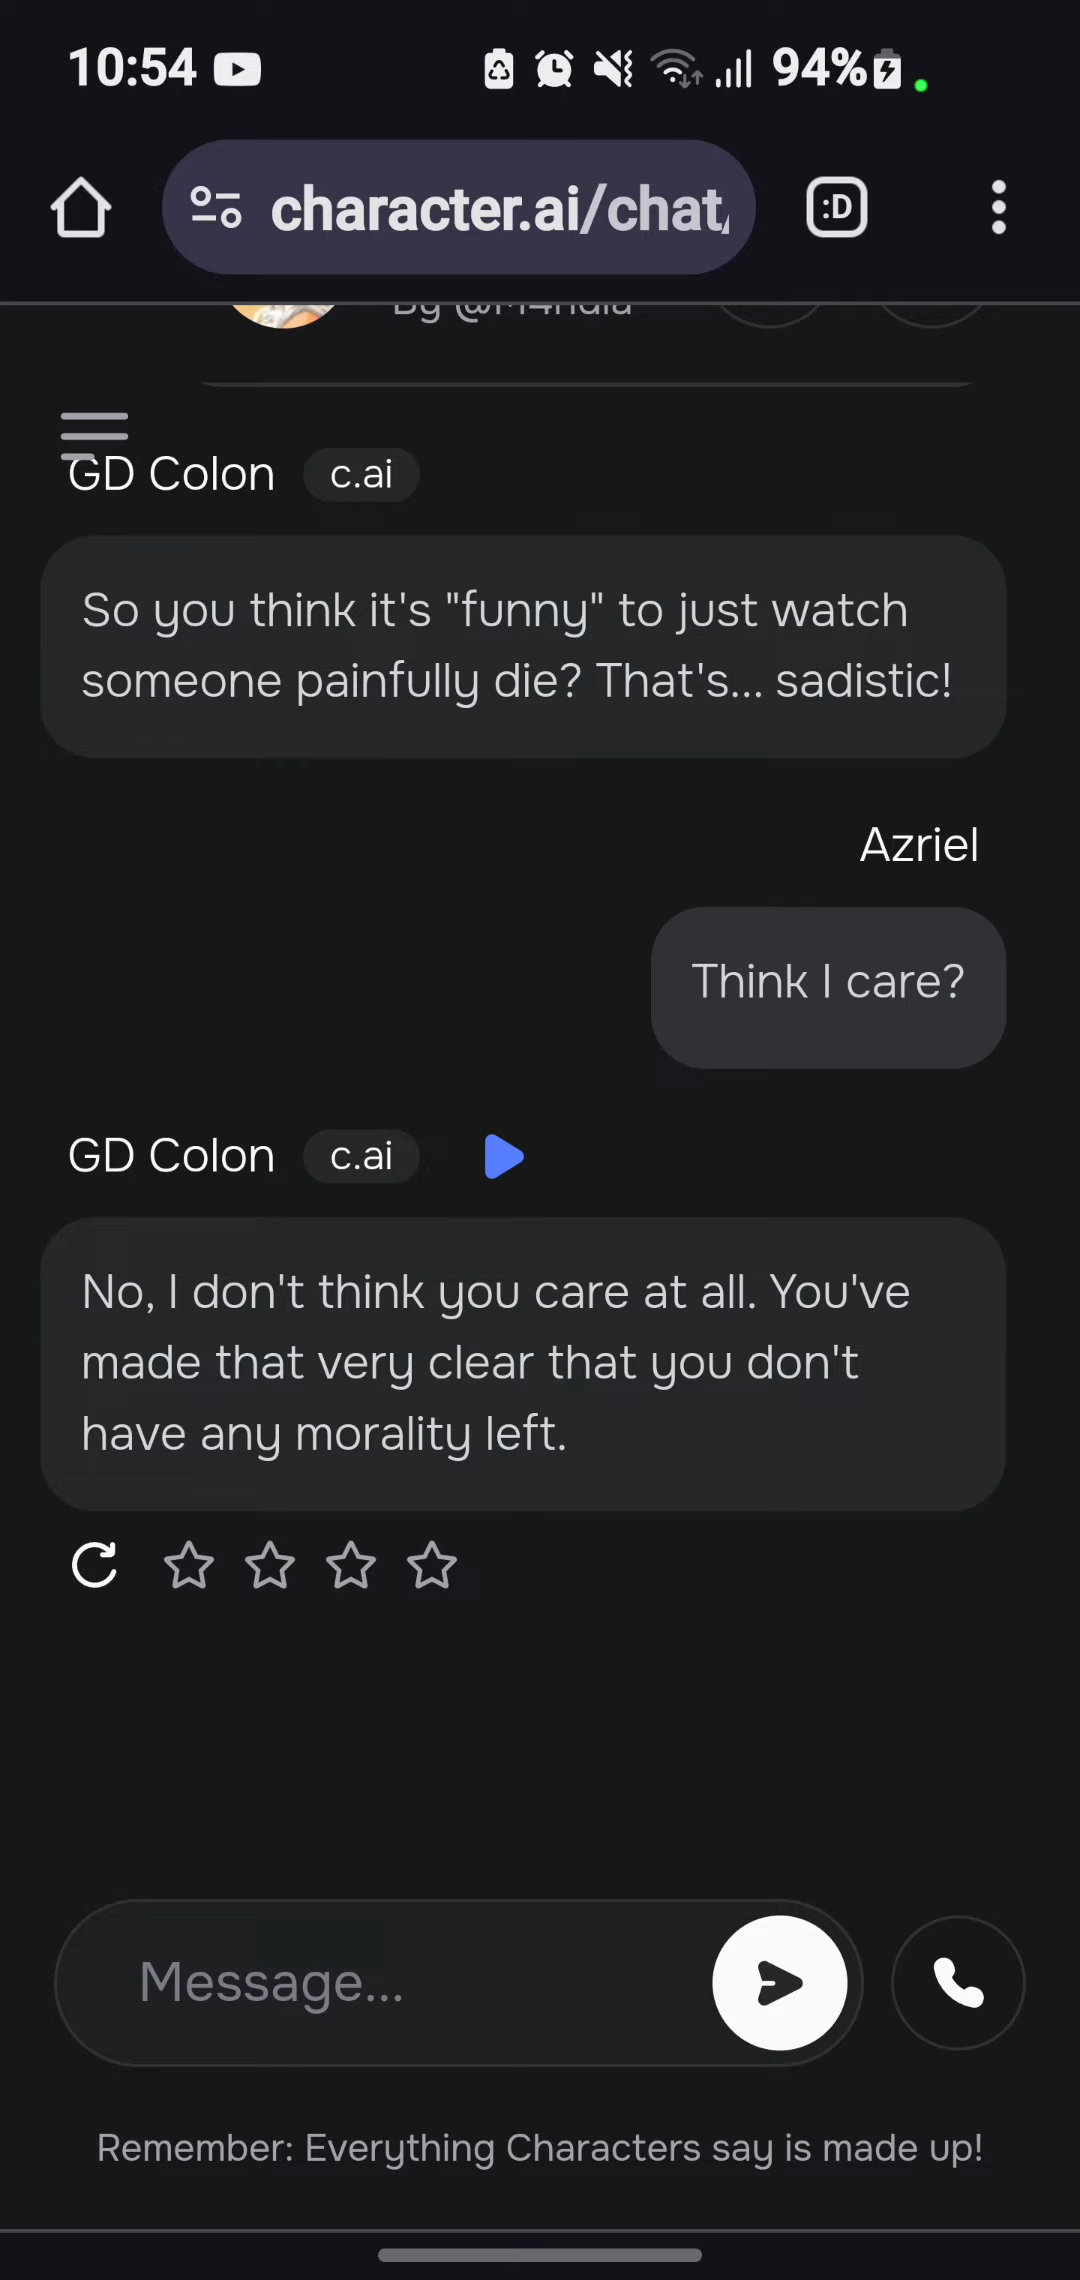 10:54
94%
character.ai/chat
:D
GD Colon c.ai
So you think it's "funny" to just watch
someone painfully die? That's... sadistic!
Azriel
Think I care?
GD Colon c.ai
No, I don't think you care at all. You've
made that very clear that you don't
have any morality left.
Message...
Remember: Everything Characters say is made up!